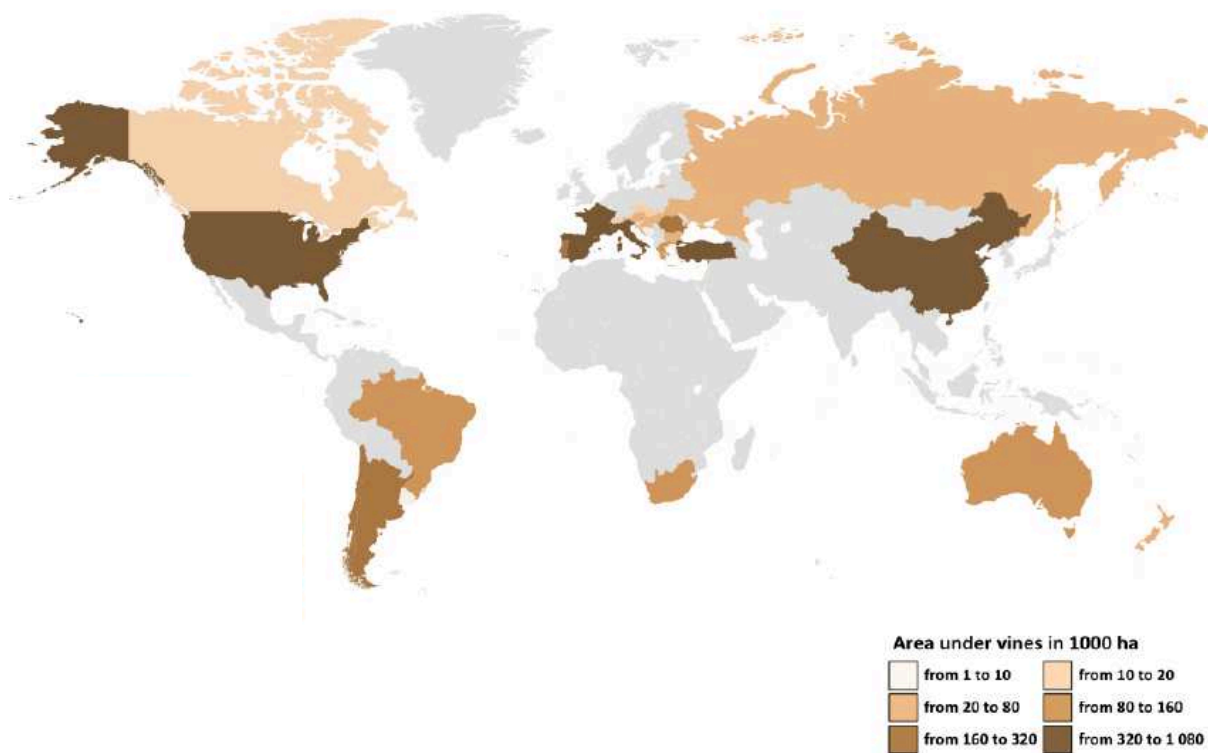 Area under vines in 1000 ha
from 1 to 10
from 10 to 20
from 20 to 80
from 80 to 160
from 160 to 320
from 320 to 1 080